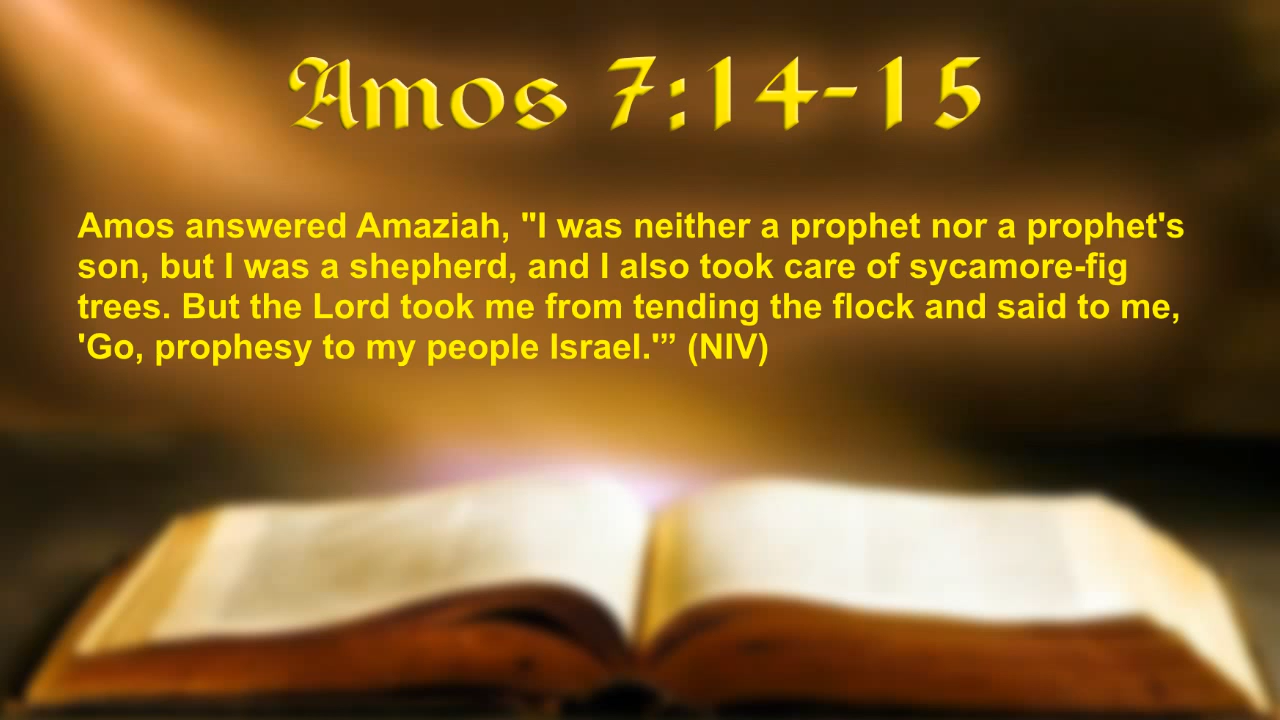 Amos 7:14-15
Amos answered Amaziah, "I was neither a prophet nor a prophet's
son, but I was a shepherd, and I also took care of sycamore-fig
trees. But the Lord took me from tending the flock and said to me,
'Go, prophesy to my people Israel.'” (NIV)